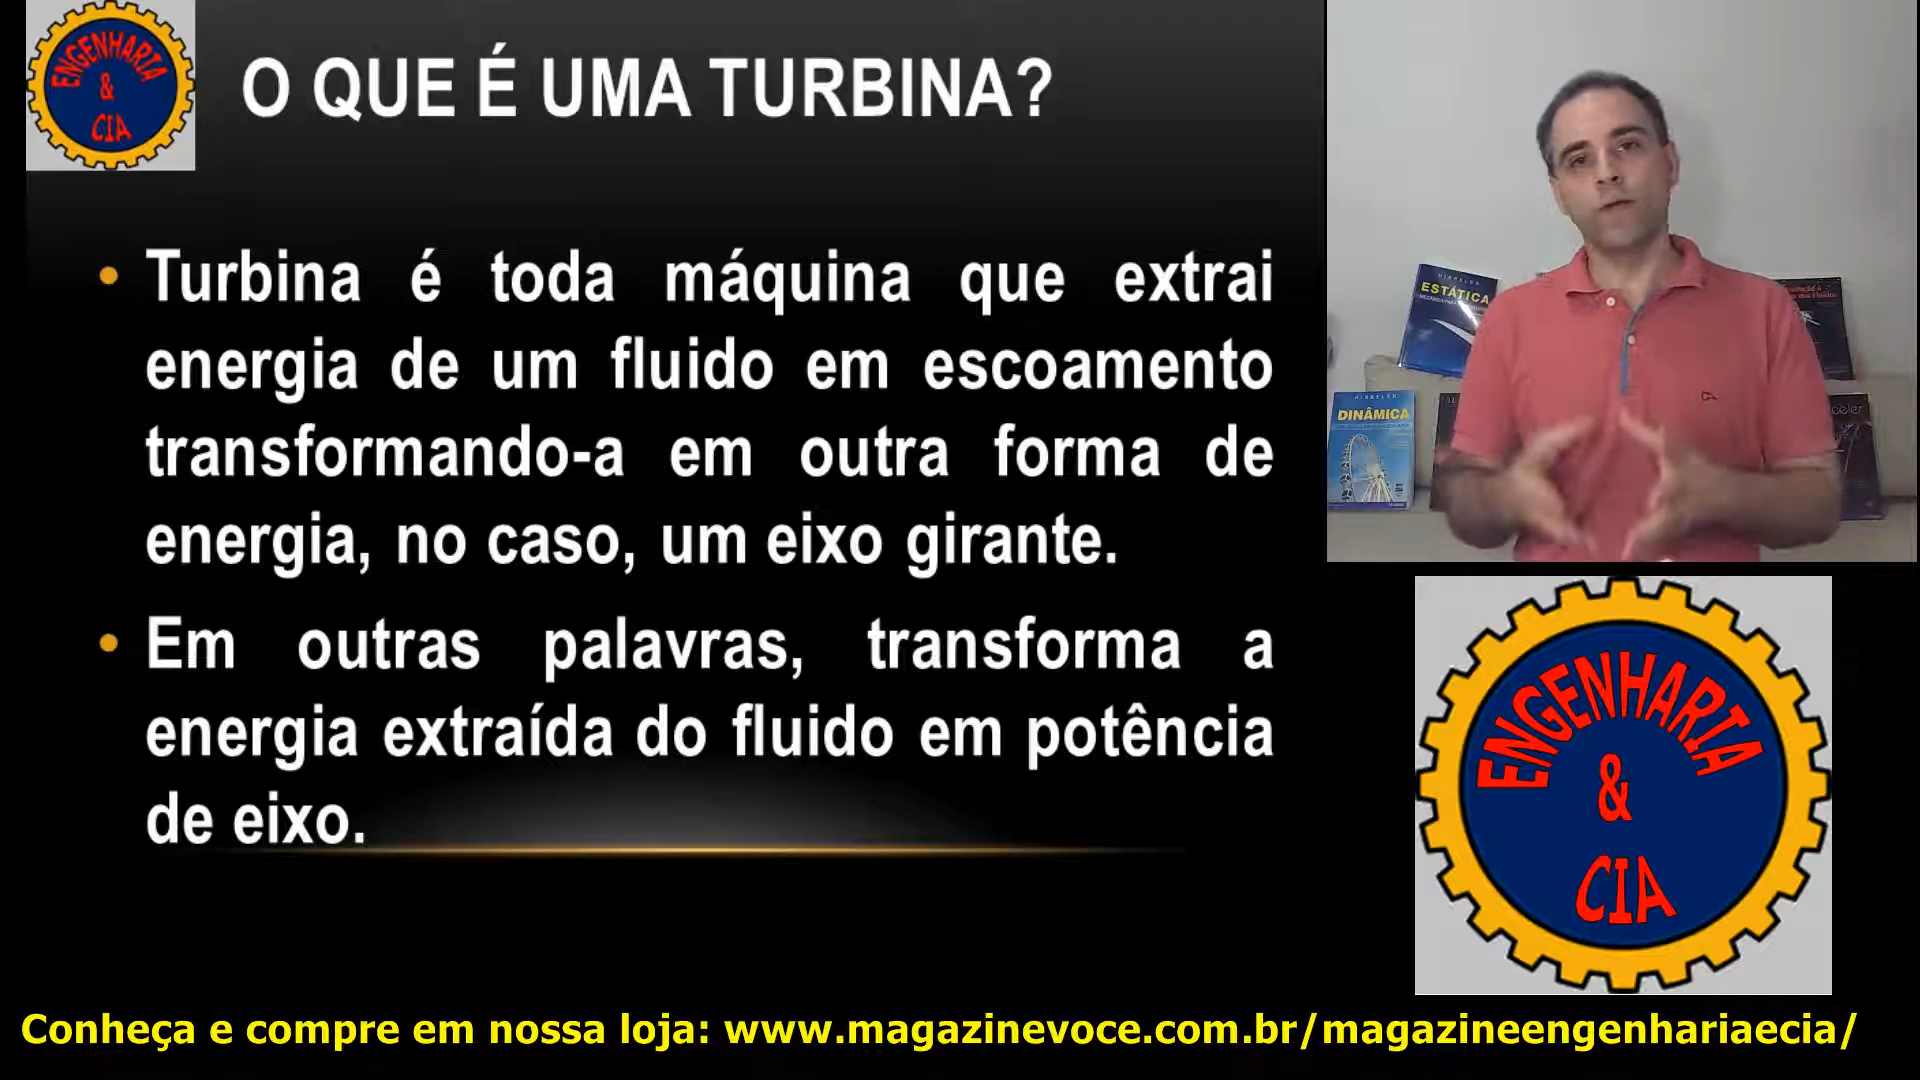 ENGENHARIA
&
CIA
O QUE É UMA TURBINA?
• Turbina é toda máquina que extrai
energia de um fluido em escoamento
transformando-a em outra forma de
energia, no caso, um eixo girante.
• Em outras palavras, transforma a
energia extraída do fluido em potência
de eixo.
HIBBELER
ESTÁTICA
HIBBELER
DINÂMICA
ENGENHARIA
&
CIA
Conheça e compre em nossa loja: www.magazinevoce.com.br/magazineengenhariaecia/